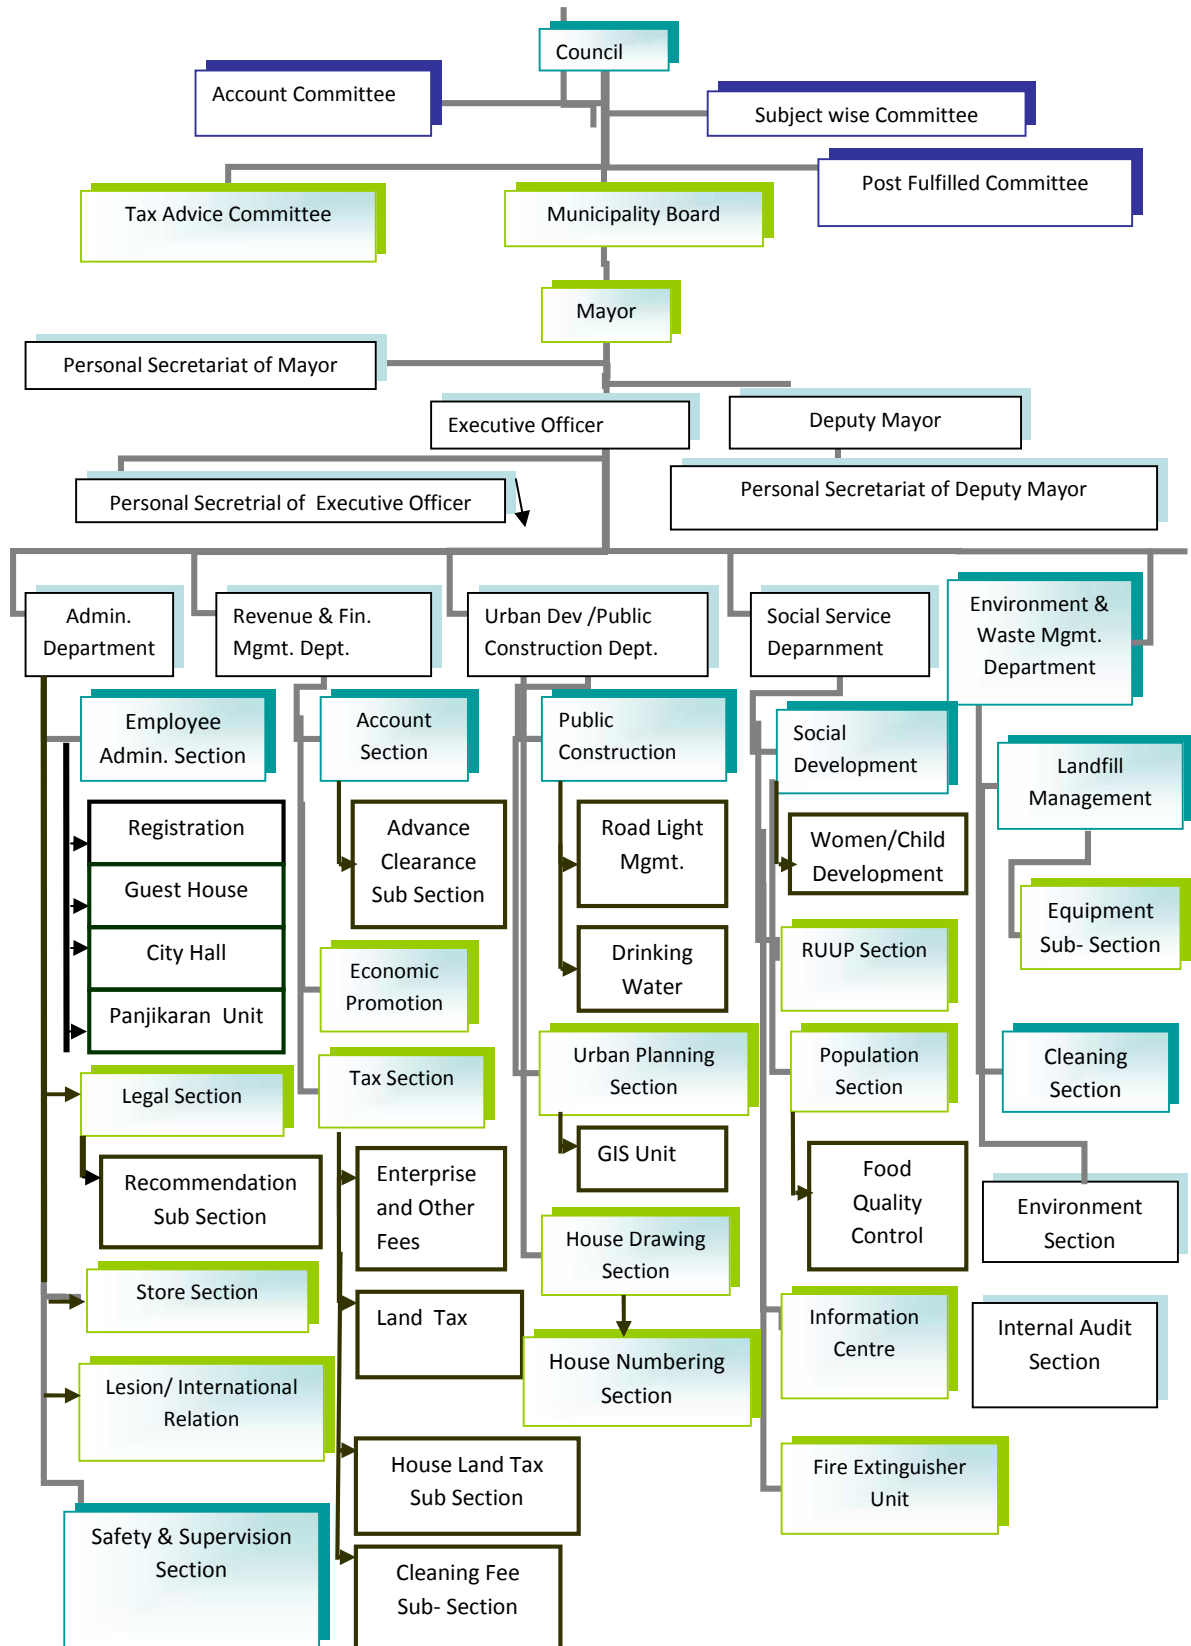 Council
Account Committee
Subject wise Committee
Post Fulfilled Committee
Tax Advice Committee
Municipality Board
Mayor
Personal Secretariat of Mayor
Executive Officer
Deputy Mayor
Personal Secretrial of  Executive Officer
Personal Secretariat of Deputy Mayor
Admin.
Department
Revenue & Fin.
Mgmt. Dept.
Urban Dev /Public
Construction Dept.
Social Service
Deparnment
Environment &
Waste Mgmt.
Department
Employee
Admin. Section
Registration
Guest House
City Hall
Panjikaran  Unit
Legal Section
Recommendation
Sub Section
Store Section
Lesion/ International
Relation
Safety & Supervision
Section
Account
Section
Advance
Clearance
Sub Section
Economic
Promotion
Tax Section
Enterprise
and Other
Fees
Land  Tax
House Land Tax
Sub Section
Cleaning Fee
Sub- Section
Public
Construction
Road Light
Mgmt.
Drinking
Water
Urban Planning
Section
GIS Unit
House Drawing
Section
House Numbering
Section
Social
Development
Women/Child
Development
RUUP Section
Population
Section
Food
Quality
Control
Information
Centre
Fire Extinguisher
Unit
Landfill
Management
Equipment
Sub- Section
Cleaning
Section
Environment
Section
Internal Audit
Section